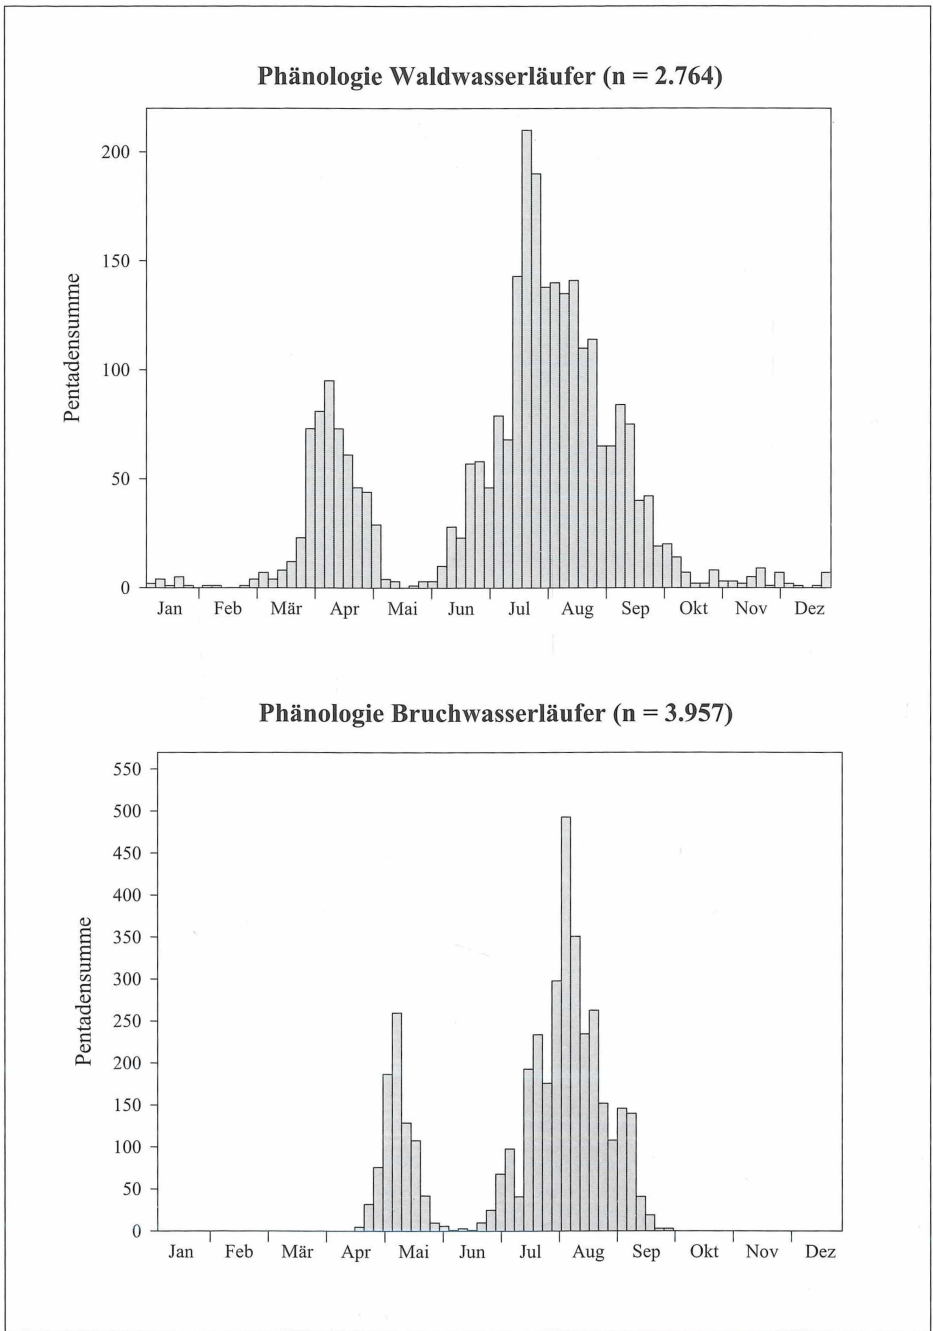 Phänologie Waldwasserläufer (n = 2.764)
200
150
100
50
0
Pentadensumme
Jan Feb Mär Apr Mai Jun Jul Aug Sep Okt Nov Dez
Phänologie Bruchwasserläufer (n = 3.957)
550
500
450
400
350
300
250
200
150
100
50
0
Pentadensumme
Jan Feb Mär Apr Mai Jun Jul Aug Sep Okt Nov Dez